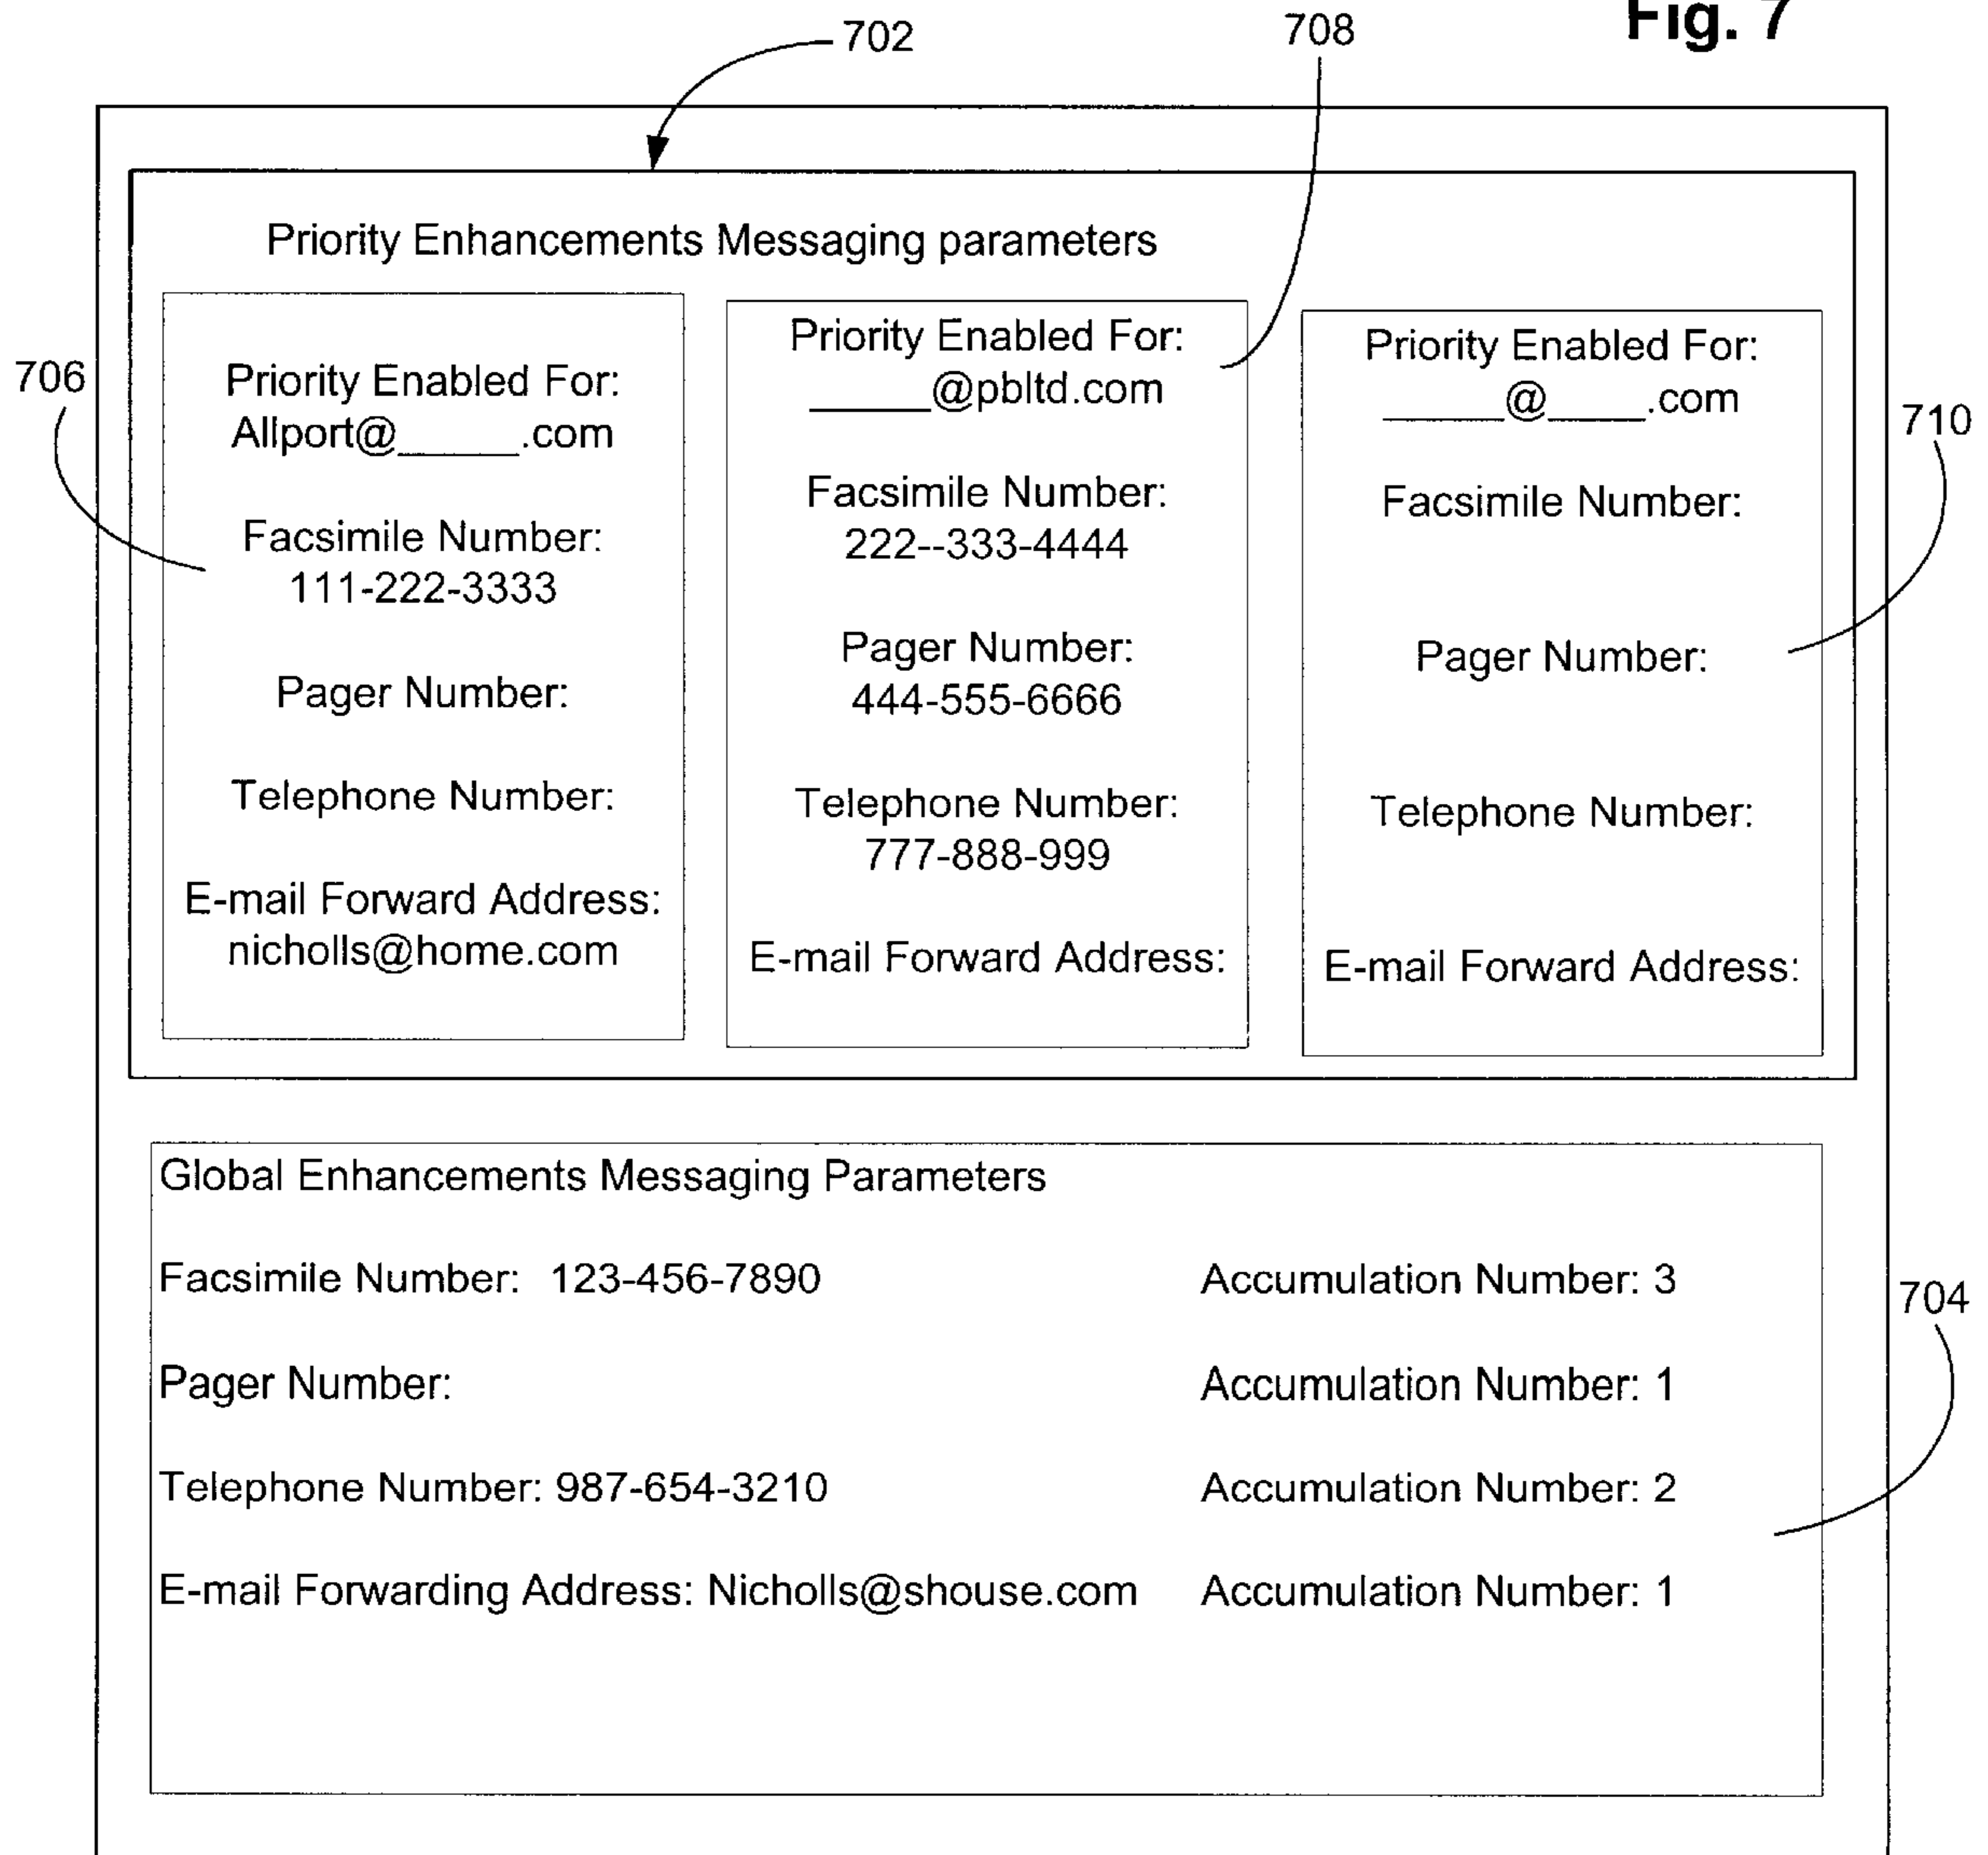 Fig. 7
702
708
Priority Enhancements Messaging parameters
706
Priority Enabled For:
Allport@_____.com
Facsimile Number:
111-222-3333
Pager Number:
Telephone Number:
E-mail Forward Address:
nicholls@home.com
Priority Enabled For:
_____@pbltd.com
Facsimile Number:
222--333-4444
Pager Number:
444-555-6666
Telephone Number:
777-888-999
E-mail Forward Address:
Priority Enabled For:
_____@____.com
Facsimile Number:
Pager Number:
Telephone Number:
E-mail Forward Address:
710
Global Enhancements Messaging Parameters
Facsimile Number: 123-456-7890 Accumulation Number: 3
704
Pager Number: Accumulation Number: 1
Telephone Number: 987-654-3210 Accumulation Number: 2
E-mail Forwarding Address: Nicholls@shouse.com Accumulation Number: 1